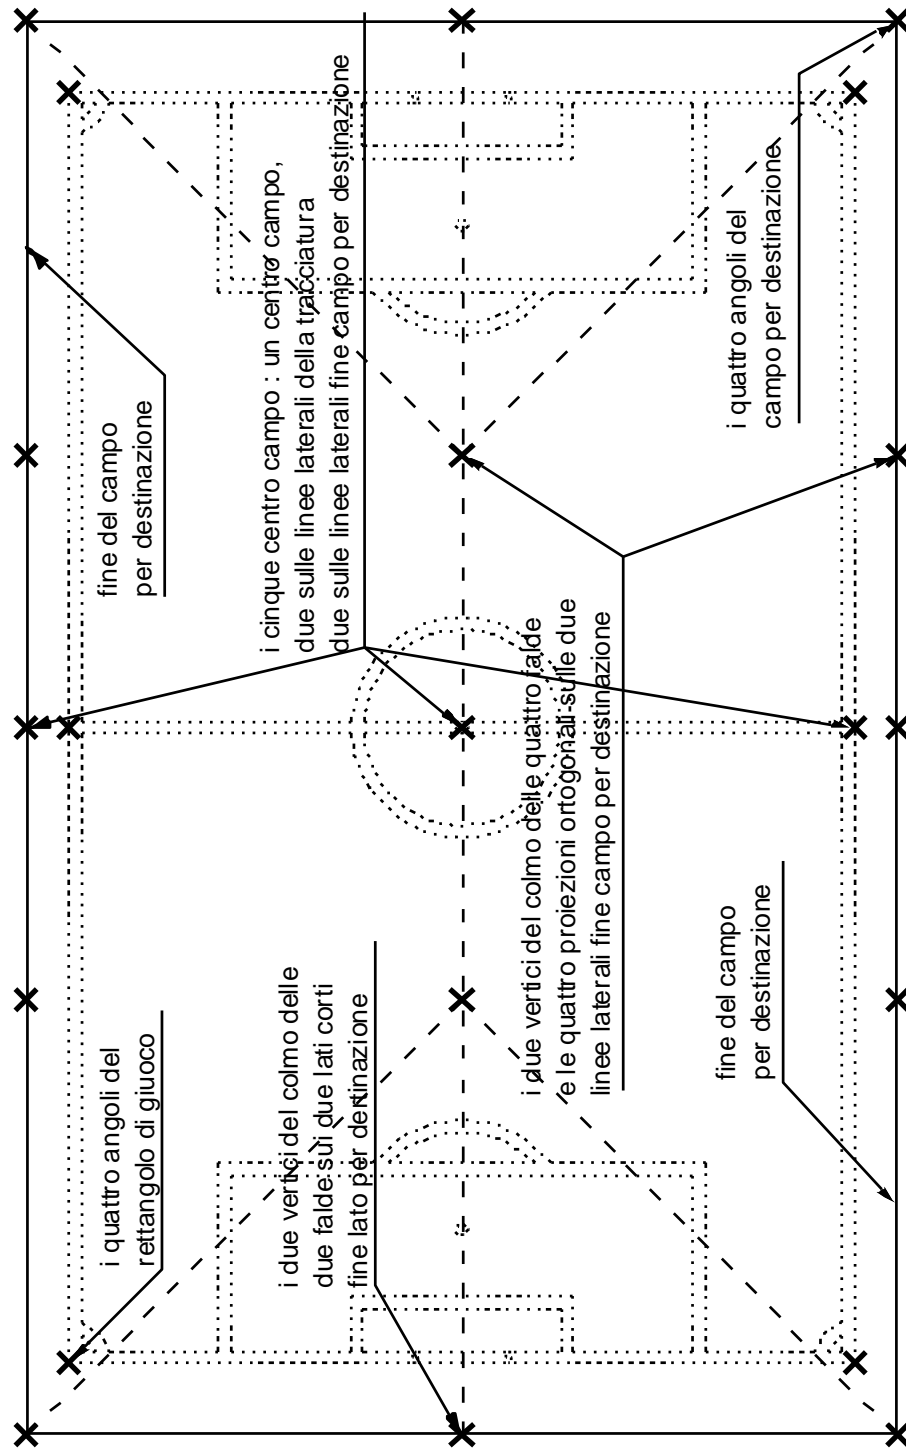 i quattro angoli del
rettangolo di giuoco
fine del campo
per destinazione
i cinque centro campo : un centro campo,
due sulle linee laterali della tracciatura
due sulle linee laterali fine campo per destinazione
i due vertici del colmo delle
due falde sui due lati corti
fine lato per dertinazione
i due vertici del colmo delle quattro falde
e le quattro proiezioni ortogonali sulle due
linee laterali fine campo per destinazione
fine del campo
per destinazione
i quattro angoli del
campo per destinazione